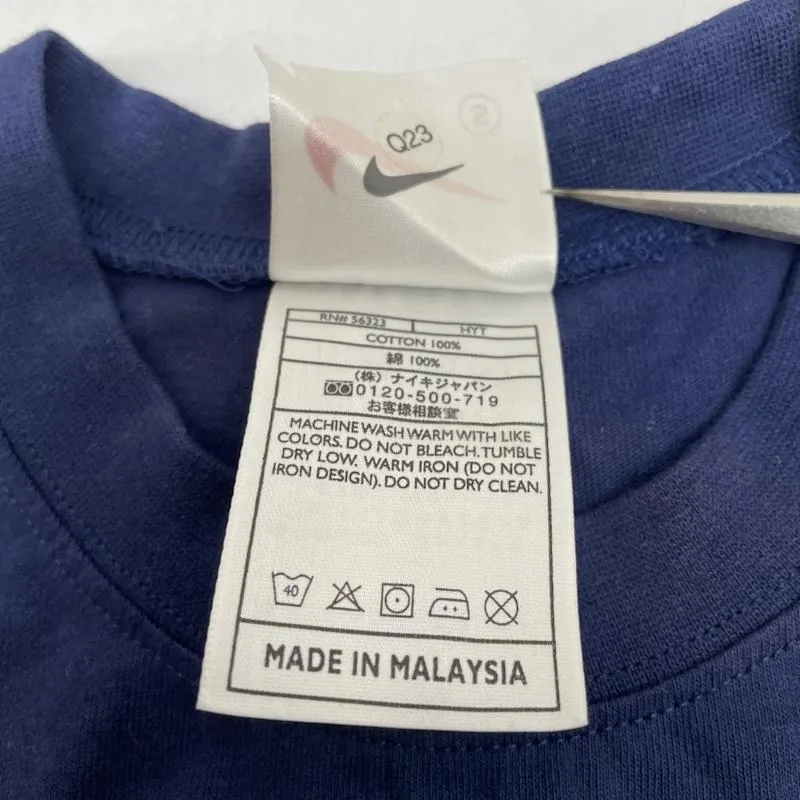 Q23
RN# 56323 HYT
COTTON 100%
綿 100%
(株) ナイキジャパン
0120-500-719
お客様相談室
MACHINE WASH WARM WITH LIKE
COLORS. DO NOT BLEACH. TUMBLE
DRY LOW. WARM IRON (DO NOT
IRON DESIGN). DO NOT DRY CLEAN.
40
MADE IN MALAYSIA